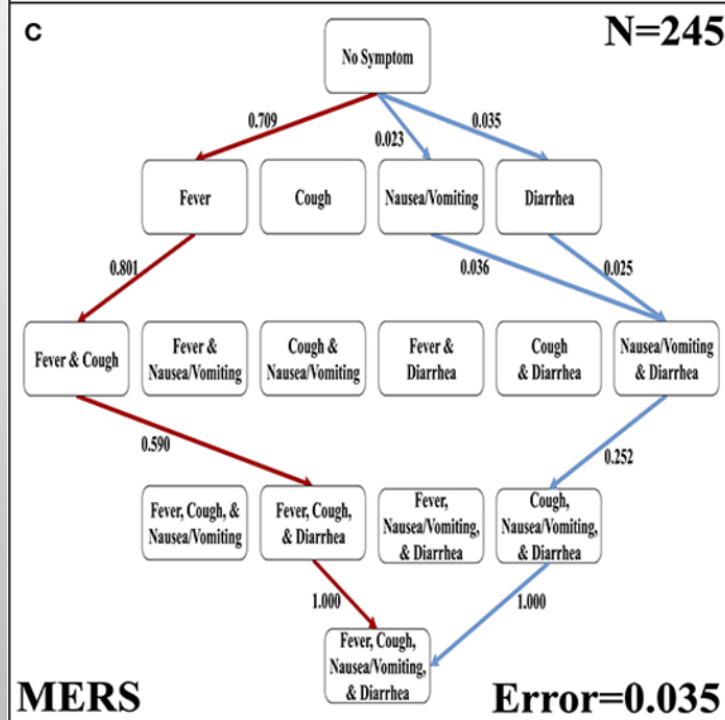 C
N=245
No Symptom
0.709
0.023
0.035
Fever
Cough
Nausea/Vomiting
Diarrhea
0.801
0.036
0.025
Fever & Cough
Fever &
Nausea/Vomiting
Cough &
Nausea/Vomiting
Fever &
Diarrhea
Cough
& Diarrhea
Nausea/Vomiting
& Diarrhea
0.590
0.252
Fever, Cough, &
Nausea/Vomiting
Fever, Cough,
& Diarrhea
Fever,
Nausea/Vomiting,
& Diarrhea
Cough,
Nausea/Vomiting,
& Diarrhea
1.000
1.000
Fever, Cough,
Nausea/Vomiting,
& Diarrhea
MERS
Error=0.035